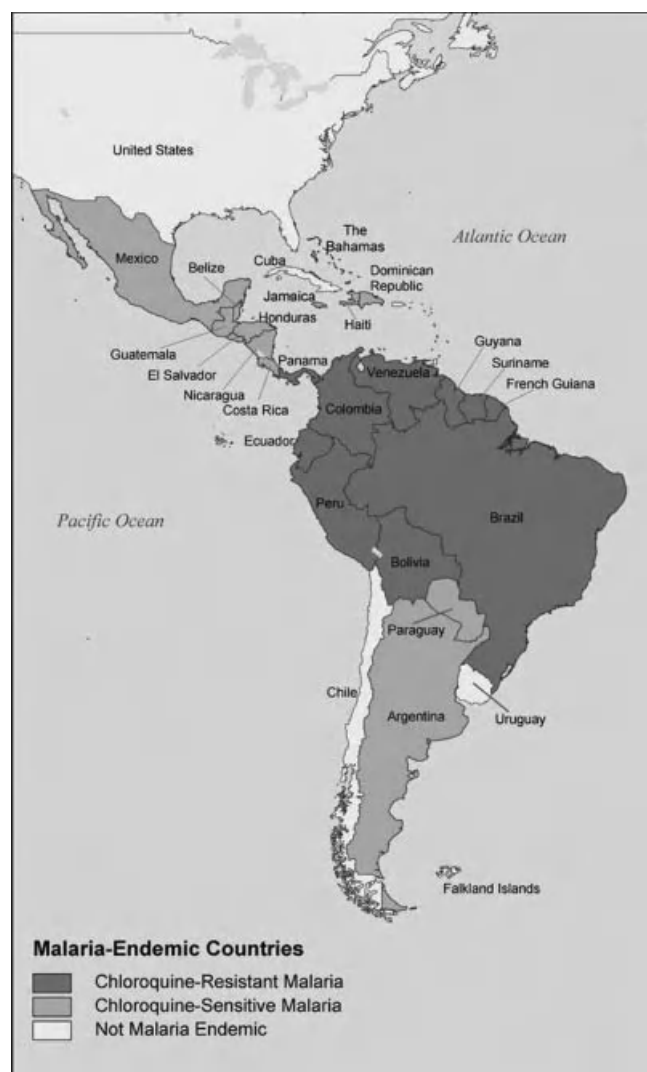 United States
Atlantic Ocean
The
Bahamas
Mexico
Cuba
Belize
Dominican
Republic
Jamaica
Honduras
Haiti
Guatemala
Guyana
Panama
Venezuela
Suriname
El Salvador
French Guiana
Nicaragua
Costa Rica
Colombia
Ecuador
Peru
Pacific Ocean
Brazil
Bolivia
Paraguay
Chile
Argentina
Uruguay
Falkland Islands
Malaria-Endemic Countries
Chloroquine-Resistant Malaria
Chloroquine-Sensitive Malaria
Not Malaria Endemic